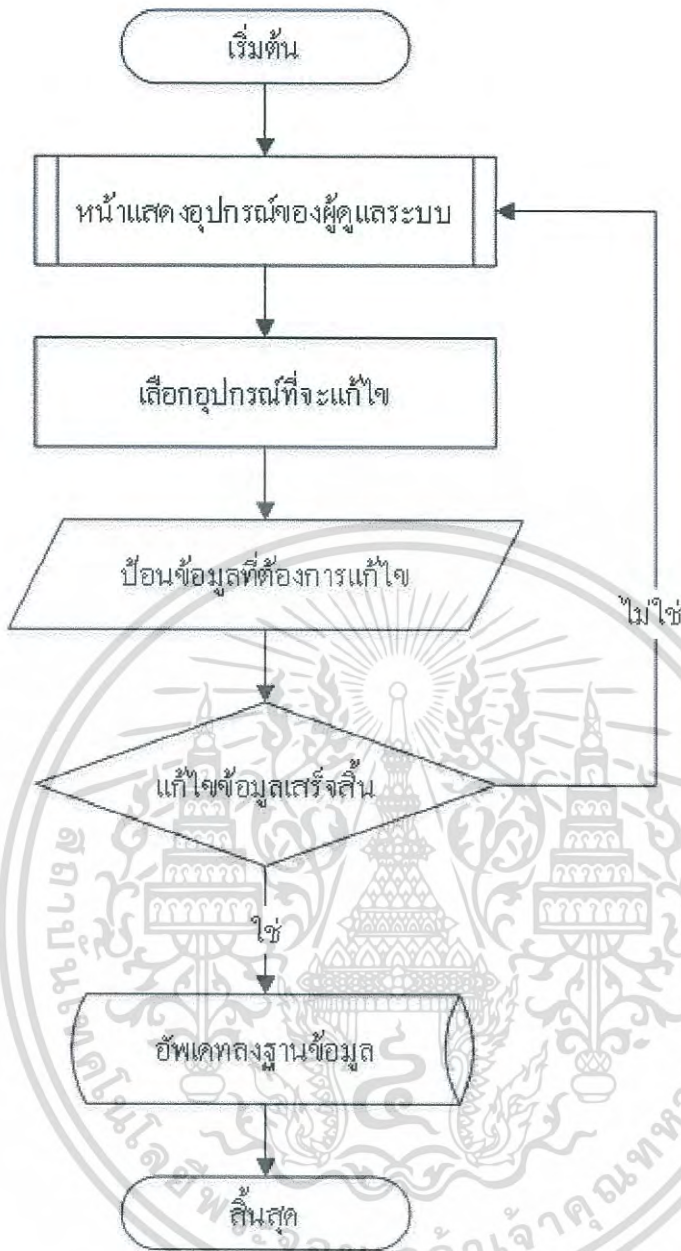 เริ่มต้น
หน้าแสดงอุปกรณ์ของผู้ดูแลระบบ
เลือกอุปกรณ์ที่จะแก้ไข
ป้อนข้อมูลที่ต้องการแก้ไข
ไม่ใช่
แก้ไขข้อมูลเสร็จสิ้น
ใช่
อัพเดทลงฐานข้อมูล
สิ้นสุด